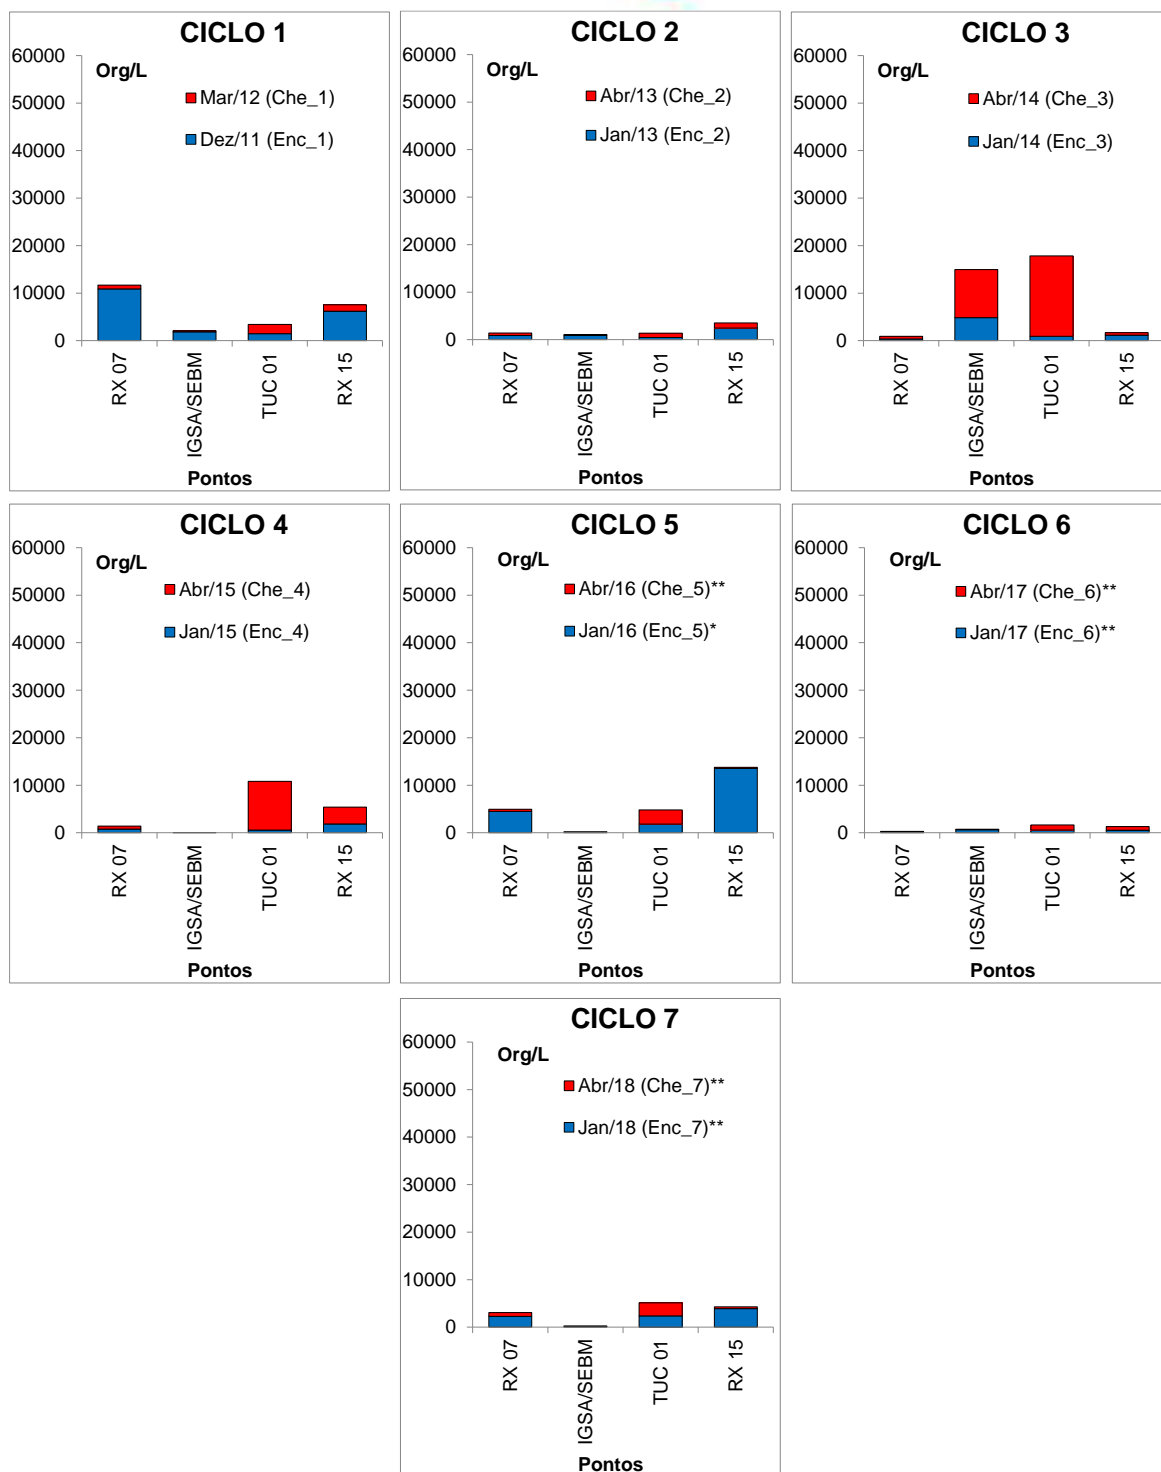 CICLO 1
60000
50000
40000
30000
20000
10000
0
Org/L
Mar/12 (Che_1)
Dez/11 (Enc_1)
RX 07
IGSA/SEBM
TUC 01
RX 15
Pontos
CICLO 2
60000
50000
40000
30000
20000
10000
0
Org/L
Abr/13 (Che_2)
Jan/13 (Enc_2)
RX 07
IGSA/SEBM
TUC 01
RX 15
Pontos
CICLO 3
60000
50000
40000
30000
20000
10000
0
Org/L
Abr/14 (Che_3)
Jan/14 (Enc_3)
RX 07
IGSA/SEBM
TUC 01
RX 15
Pontos
CICLO 4
60000
50000
40000
30000
20000
10000
0
Org/L
Abr/15 (Che_4)
Jan/15 (Enc_4)
RX 07
IGSA/SEBM
TUC 01
RX 15
Pontos
CICLO 5
60000
50000
40000
30000
20000
10000
0
Org/L
Abr/16 (Che_5)**
Jan/16 (Enc_5)*
RX 07
IGSA/SEBM
TUC 01
RX 15
Pontos
CICLO 6
60000
50000
40000
30000
20000
10000
0
Org/L
Abr/17 (Che_6)**
Jan/17 (Enc_6)**
RX 07
IGSA/SEBM
TUC 01
RX 15
Pontos
CICLO 7
60000
50000
40000
30000
20000
10000
0
Org/L
Abr/18 (Che_7)**
Jan/18 (Enc_7)**
RX 07
IGSA/SEBM
TUC 01
RX 15
Pontos